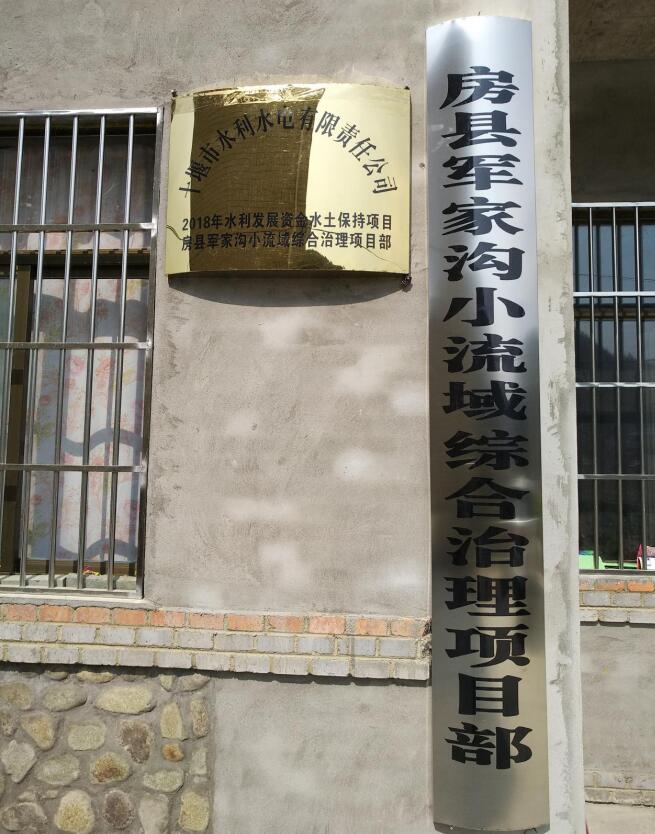 十堰市水利水电有限责任公司
2018年水利发展资金水土保持项目
房县军家沟小流域综合治理项目部
房县军家沟小流域综合治理项目部